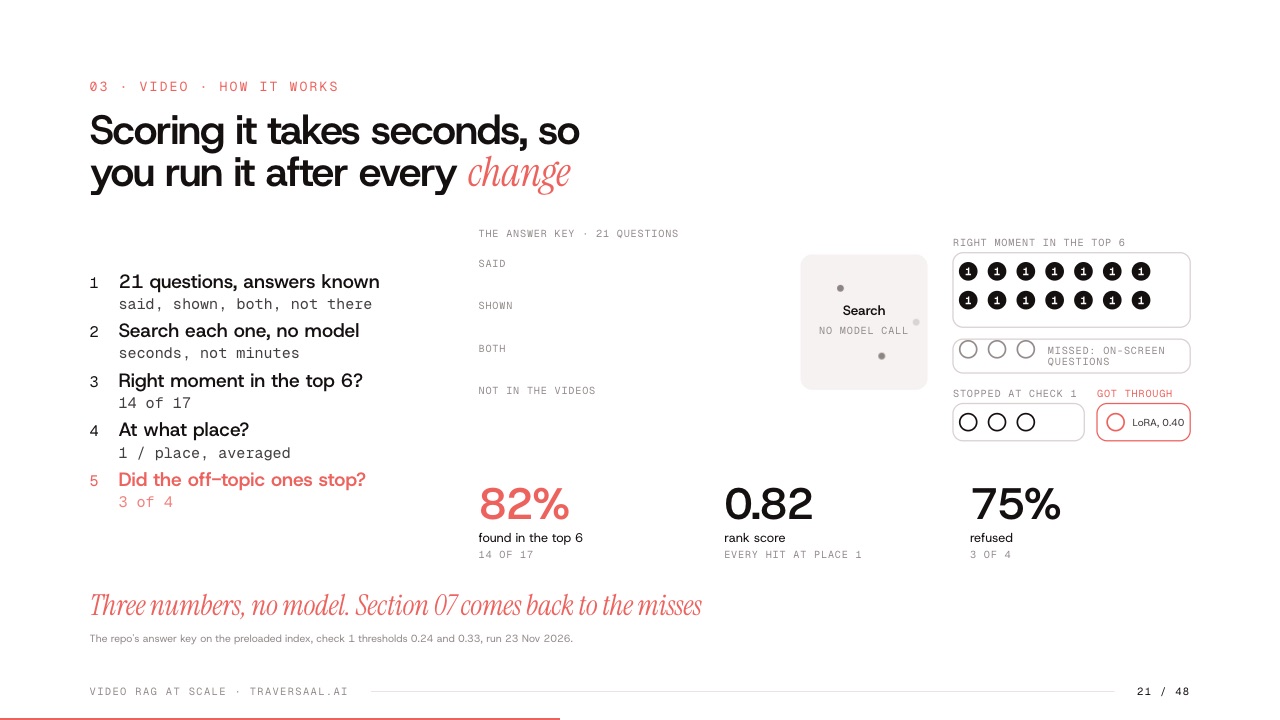 03 · VIDEO · HOW IT WORKS
Scoring it takes seconds, so
you run it after every change
1 21 questions, answers known
said, shown, both, not there
2 Search each one, no model
seconds, not minutes
3 Right moment in the top 6?
14 of 17
4 At what place?
1 / place, averaged
5 Did the off-topic ones stop?
3 of 4
THE ANSWER KEY · 21 QUESTIONS
SAID
SHOWN
BOTH
NOT IN THE VIDEOS
Search
NO MODEL CALL
RIGHT MOMENT IN THE TOP 6
1 1 1 1 1 1 1
1 1 1 1 1 1 1
MISSED: ON-SCREEN
QUESTIONS
STOPPED AT CHECK 1
GOT THROUGH
LoRA, 0.40
82%
found in the top 6
14 OF 17
0.82
rank score
EVERY HIT AT PLACE 1
75%
refused
3 OF 4
Three numbers, no model. Section 07 comes back to the misses
The repo's answer key on the preloaded index, check 1 thresholds 0.24 and 0.33, run 23 Nov 2026.
VIDEO RAG AT SCALE · TRAVERSAAL.AI
21 / 48